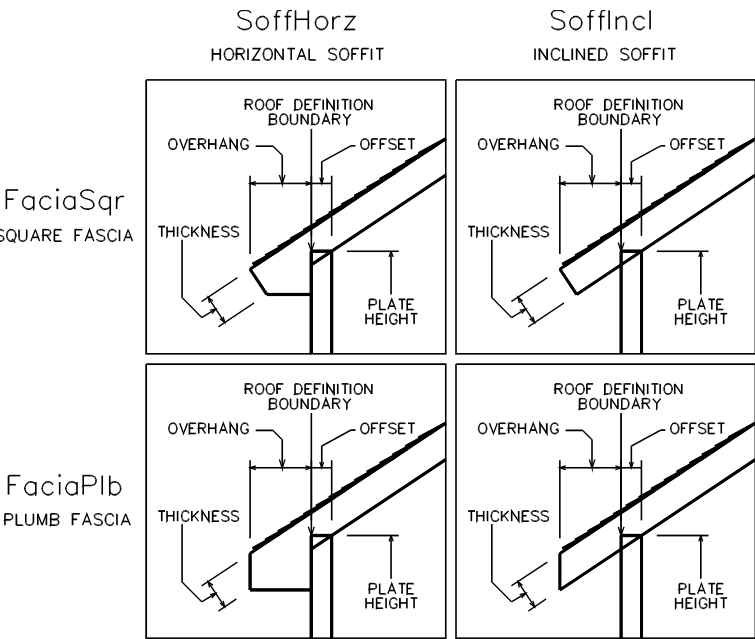 SoffHorz
HORIZONTAL SOFFIT
SoffIncl
INCLINED SOFFIT
FaciaSqr
SQUARE FASCIA
ROOF DEFINITION
BOUNDARY
OVERHANG
OFFSET
THICKNESS
PLATE
HEIGHT
ROOF DEFINITION
BOUNDARY
OVERHANG
OFFSET
THICKNESS
PLATE
HEIGHT
FaciaPlb
PLUMB FASCIA
ROOF DEFINITION
BOUNDARY
OVERHANG
OFFSET
THICKNESS
PLATE
HEIGHT
ROOF DEFINITION
BOUNDARY
OVERHANG
OFFSET
THICKNESS
PLATE
HEIGHT